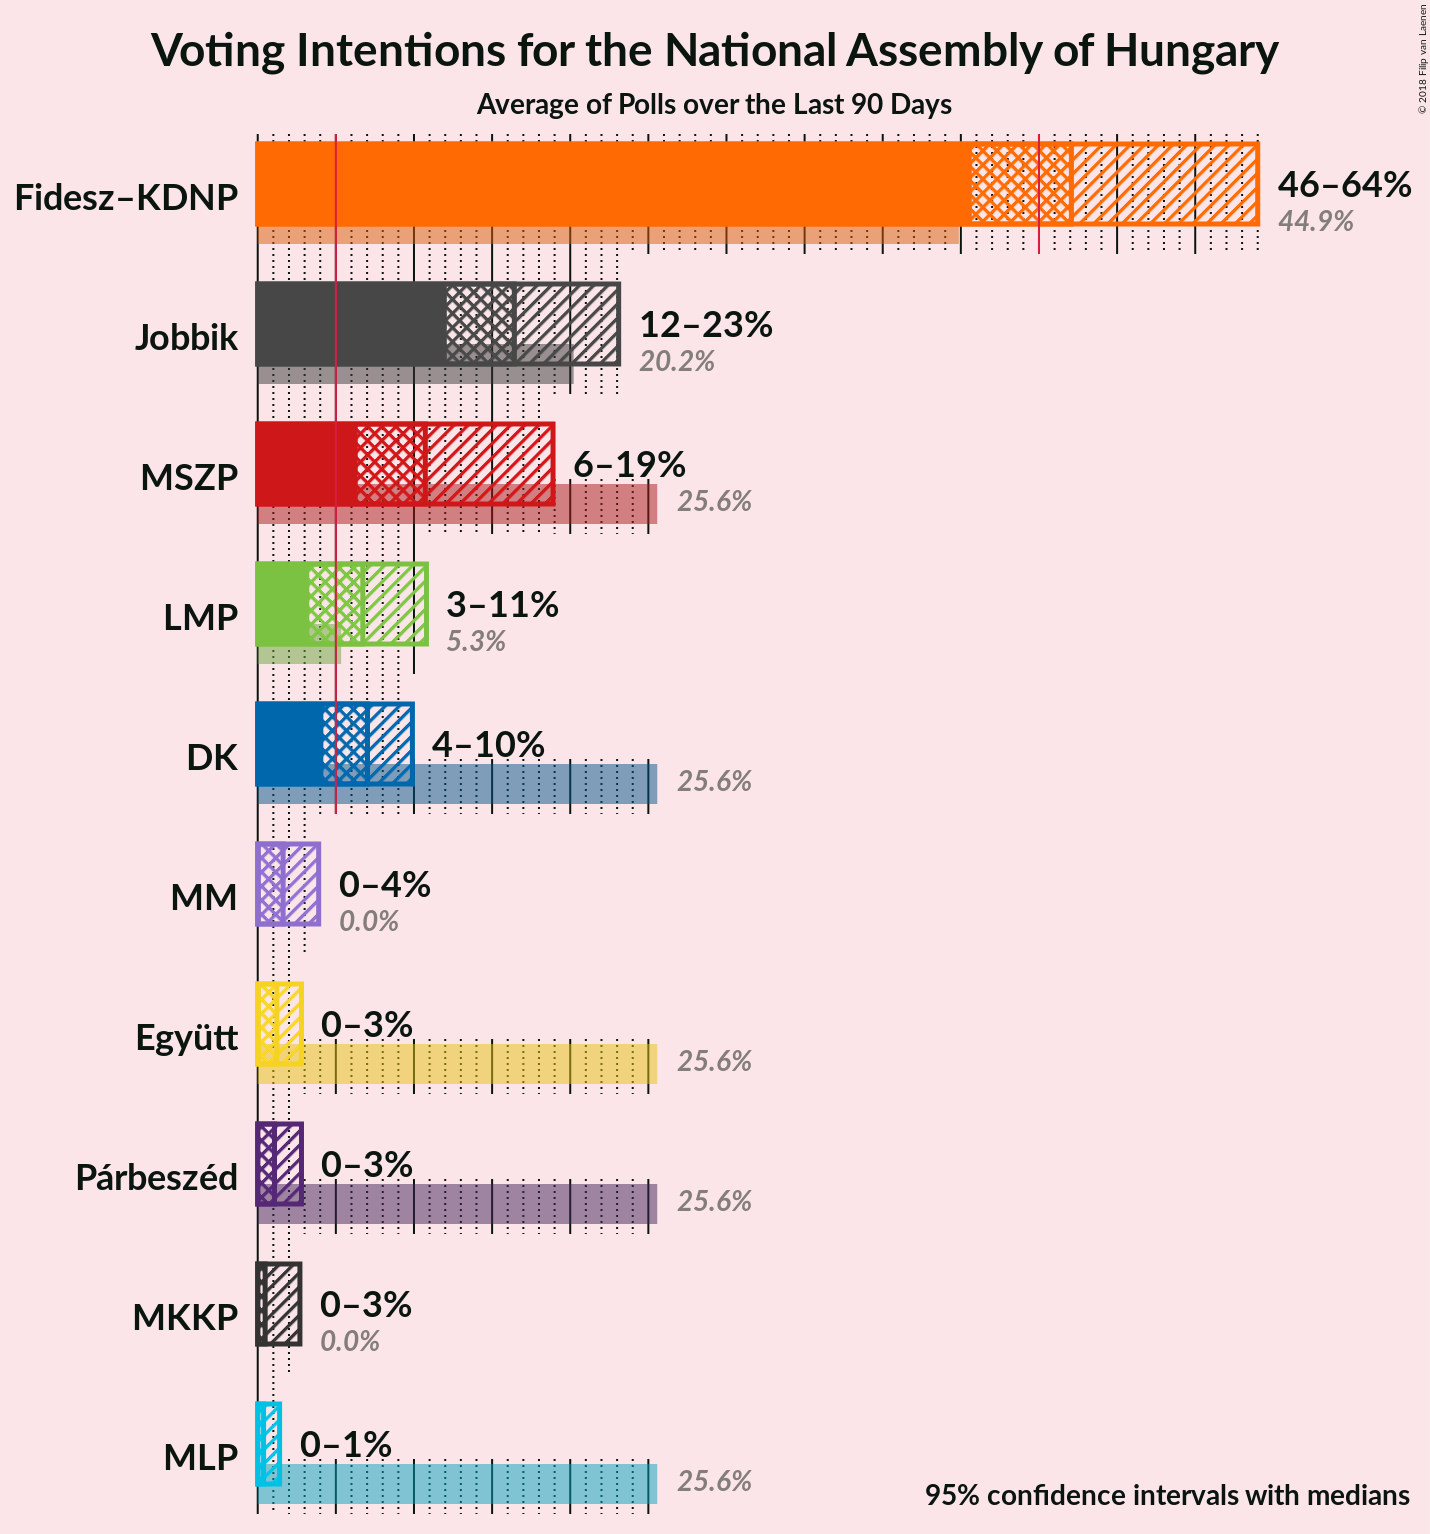 Voting Intentions for the National Assembly of Hungary
Average of Polls over the Last 90 Days
© 2018 Filip van Laenen
Fidesz–KDNP
46–64%
44.9%
Jobbik
12–23%
20.2%
MSZP
6–19%
25.6%
LMP
3–11%
5.3%
DK
4–10%
25.6%
MM
0–4%
0.0%
Együtt
0–3%
25.6%
Párbeszéd
0–3%
25.6%
MKKP
0–3%
0.0%
MLP
0–1%
25.6%
95% confidence intervals with medians